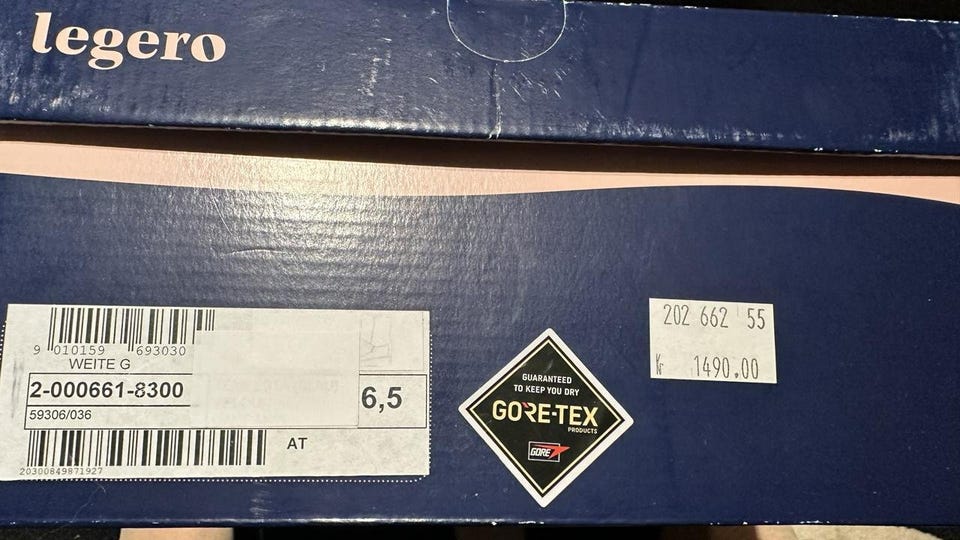 legero
9 010159 693030
WEITE G
2-000661-8300
59306/036
6,5
AT
20300849871927
GUARANTEED
TO KEEP YOU DRY
GORE-TEX
PRODUCTS
GORE
202 662 55
Kr 1490.00